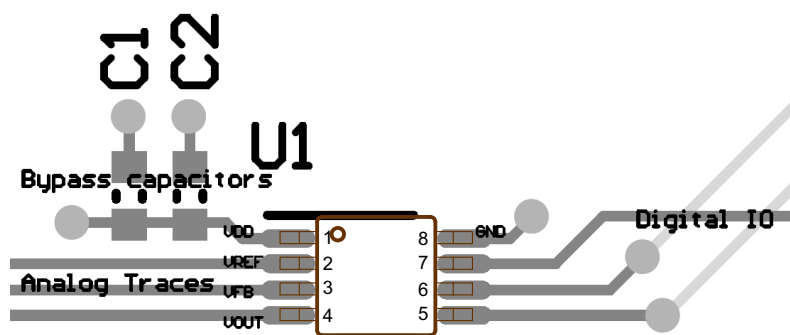 C1 C2
U1
Bypass capacitors
VDD 1 8 GND
Digital IO
VREF 2 7
Analog Traces
VFB 3 6
VOUT 4 5